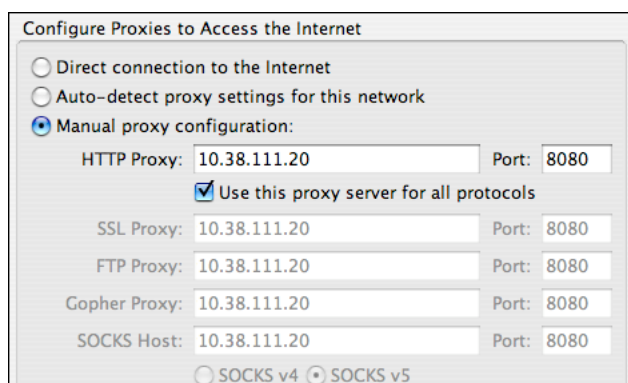 Configure Proxies to Access the Internet
Direct connection to the Internet
Auto-detect proxy settings for this network
Manual proxy configuration:
HTTP Proxy: 10.38.111.20 Port: 8080
Use this proxy server for all protocols
SSL Proxy: 10.38.111.20 Port: 8080
FTP Proxy: 10.38.111.20 Port: 8080
Gopher Proxy: 10.38.111.20 Port: 8080
SOCKS Host: 10.38.111.20 Port: 8080
SOCKS v4 SOCKS v5